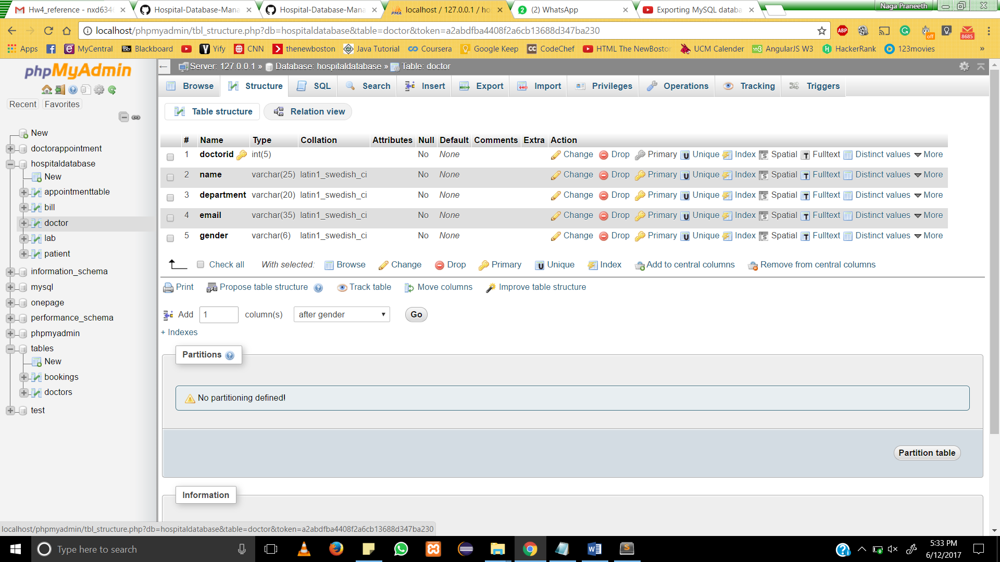 Hw4_reference - nxd634
Hospital-Database-Mana
Hospital-Database-Mana
localhost / 127.0.0.1 / ho
(2) WhatsApp
Exporting MySQL databa
Naga Praneeth
localhost/phpmyadmin/tbl_structure.php?db=hospitaldatabase&table=doctor&token=a2abdfba4408f2a6cb13688d347ba230
ABP
off
8685
Apps
MyCentral
Bb Blackboard
Yify
CNN
thenewboston
Java Tutorial
Coursera
Google Keep
CC CodeChef
HTML The NewBosto
UCM Calender
w3 AngularJS W3
HackerRank
123movies
»
phpMyAdmin
Recent
Favorites
New
doctorappointment
hospitaldatabase
New
appointmenttable
bill
doctor
lab
patient
information_schema
mysql
onepage
performance_schema
phpmyadmin
tables
New
bookings
doctors
test
Server: 127.0.0.1 » Database: hospitaldatabase » Table: doctor
Browse Structure SQL Search Insert Export Import Privileges Operations Tracking Triggers
Table structure Relation view
# Name Type Collation Attributes Null Default Comments Extra Action
1 doctorid int(5) No None Change Drop Primary Unique Index Spatial Fulltext Distinct values More
2 name varchar(25) latin1_swedish_ci No None Change Drop Primary Unique Index Spatial Fulltext Distinct values More
3 department varchar(20) latin1_swedish_ci No None Change Drop Primary Unique Index Spatial Fulltext Distinct values More
4 email varchar(35) latin1_swedish_ci No None Change Drop Primary Unique Index Spatial Fulltext Distinct values More
5 gender varchar(6) latin1_swedish_ci No None Change Drop Primary Unique Index Spatial Fulltext Distinct values More
Check all With selected: Browse Change Drop Primary Unique Index Add to central columns Remove from central columns
Print Propose table structure Track table Move columns Improve table structure
Add 1 column(s) after gender Go
+ Indexes
Partitions
No partitioning defined!
Partition table
Information
localhost/phpmyadmin/tbl_structure.php?db=hospitaldatabase&table=doctor&token=a2abdfba4408f2a6cb13688d347ba230
Type here to search
5:33 PM
6/12/2017